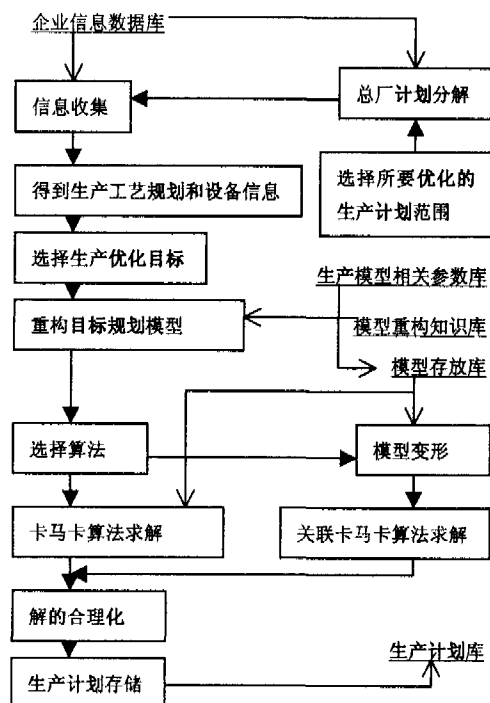 企业信息数据库
信息收集
总厂计划分解
得到生产工艺规划和设备信息
选择所要优化的
生产计划范围
选择生产优化目标
生产模型相关参数库
重构目标规划模型
模型重构知识库
模型存放库
选择算法
模型变形
卡马卡算法求解
关联卡马卡算法求解
解的合理化
生产计划库
生产计划存储